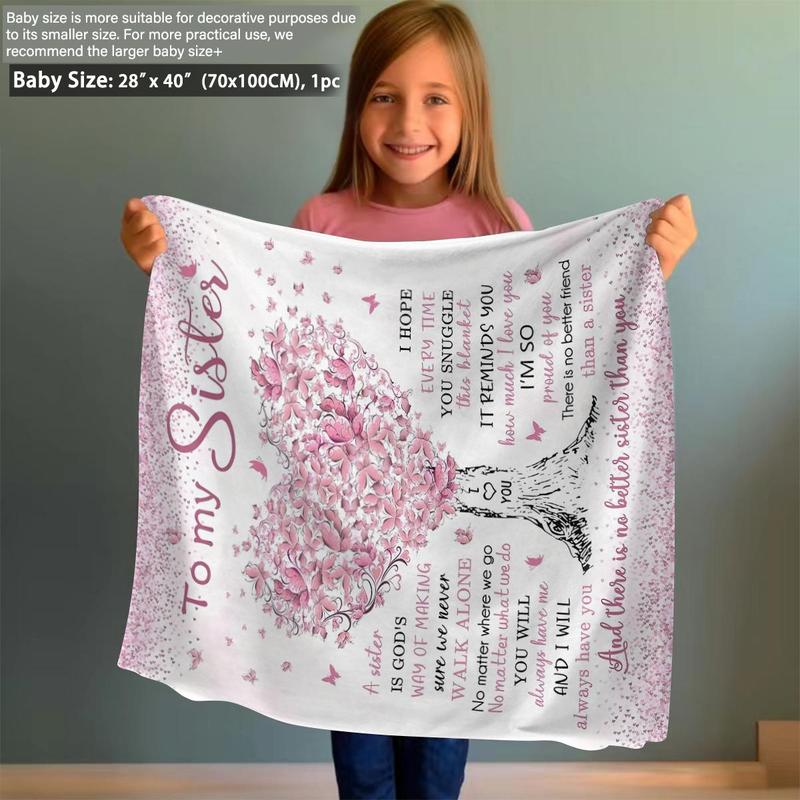 Baby size is more suitable for decorative purposes due
to its smaller size. For more practical use, we
recommend the larger baby size+
Baby Size: 28″x 40″ (70x100CM), 1pc
To my Sister
A sister
IS GOD'S
WAY OF MAKING
sure we never
WALK ALONE
No matter where we go
No matter what we do
YOU WILL
always have me
AND I WILL
always have you
I
YOU
I HOPE
EVERY TIME
YOU SNUGGLE
this blanket
IT REMINDS YOU
how much I love you
I'M SO
proud of you
There is no better friend
than a sister
And there is no better sister than you